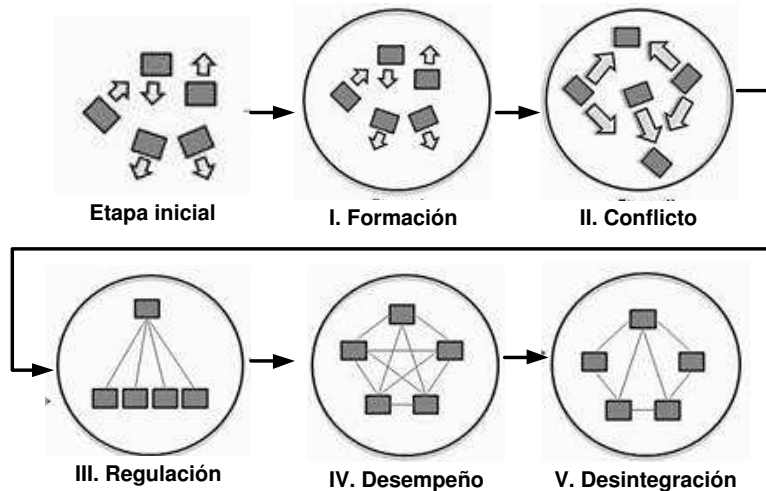 Etapa inicial
I. Formación
II. Conflicto
III. Regulación
IV. Desempeño
V. Desintegración